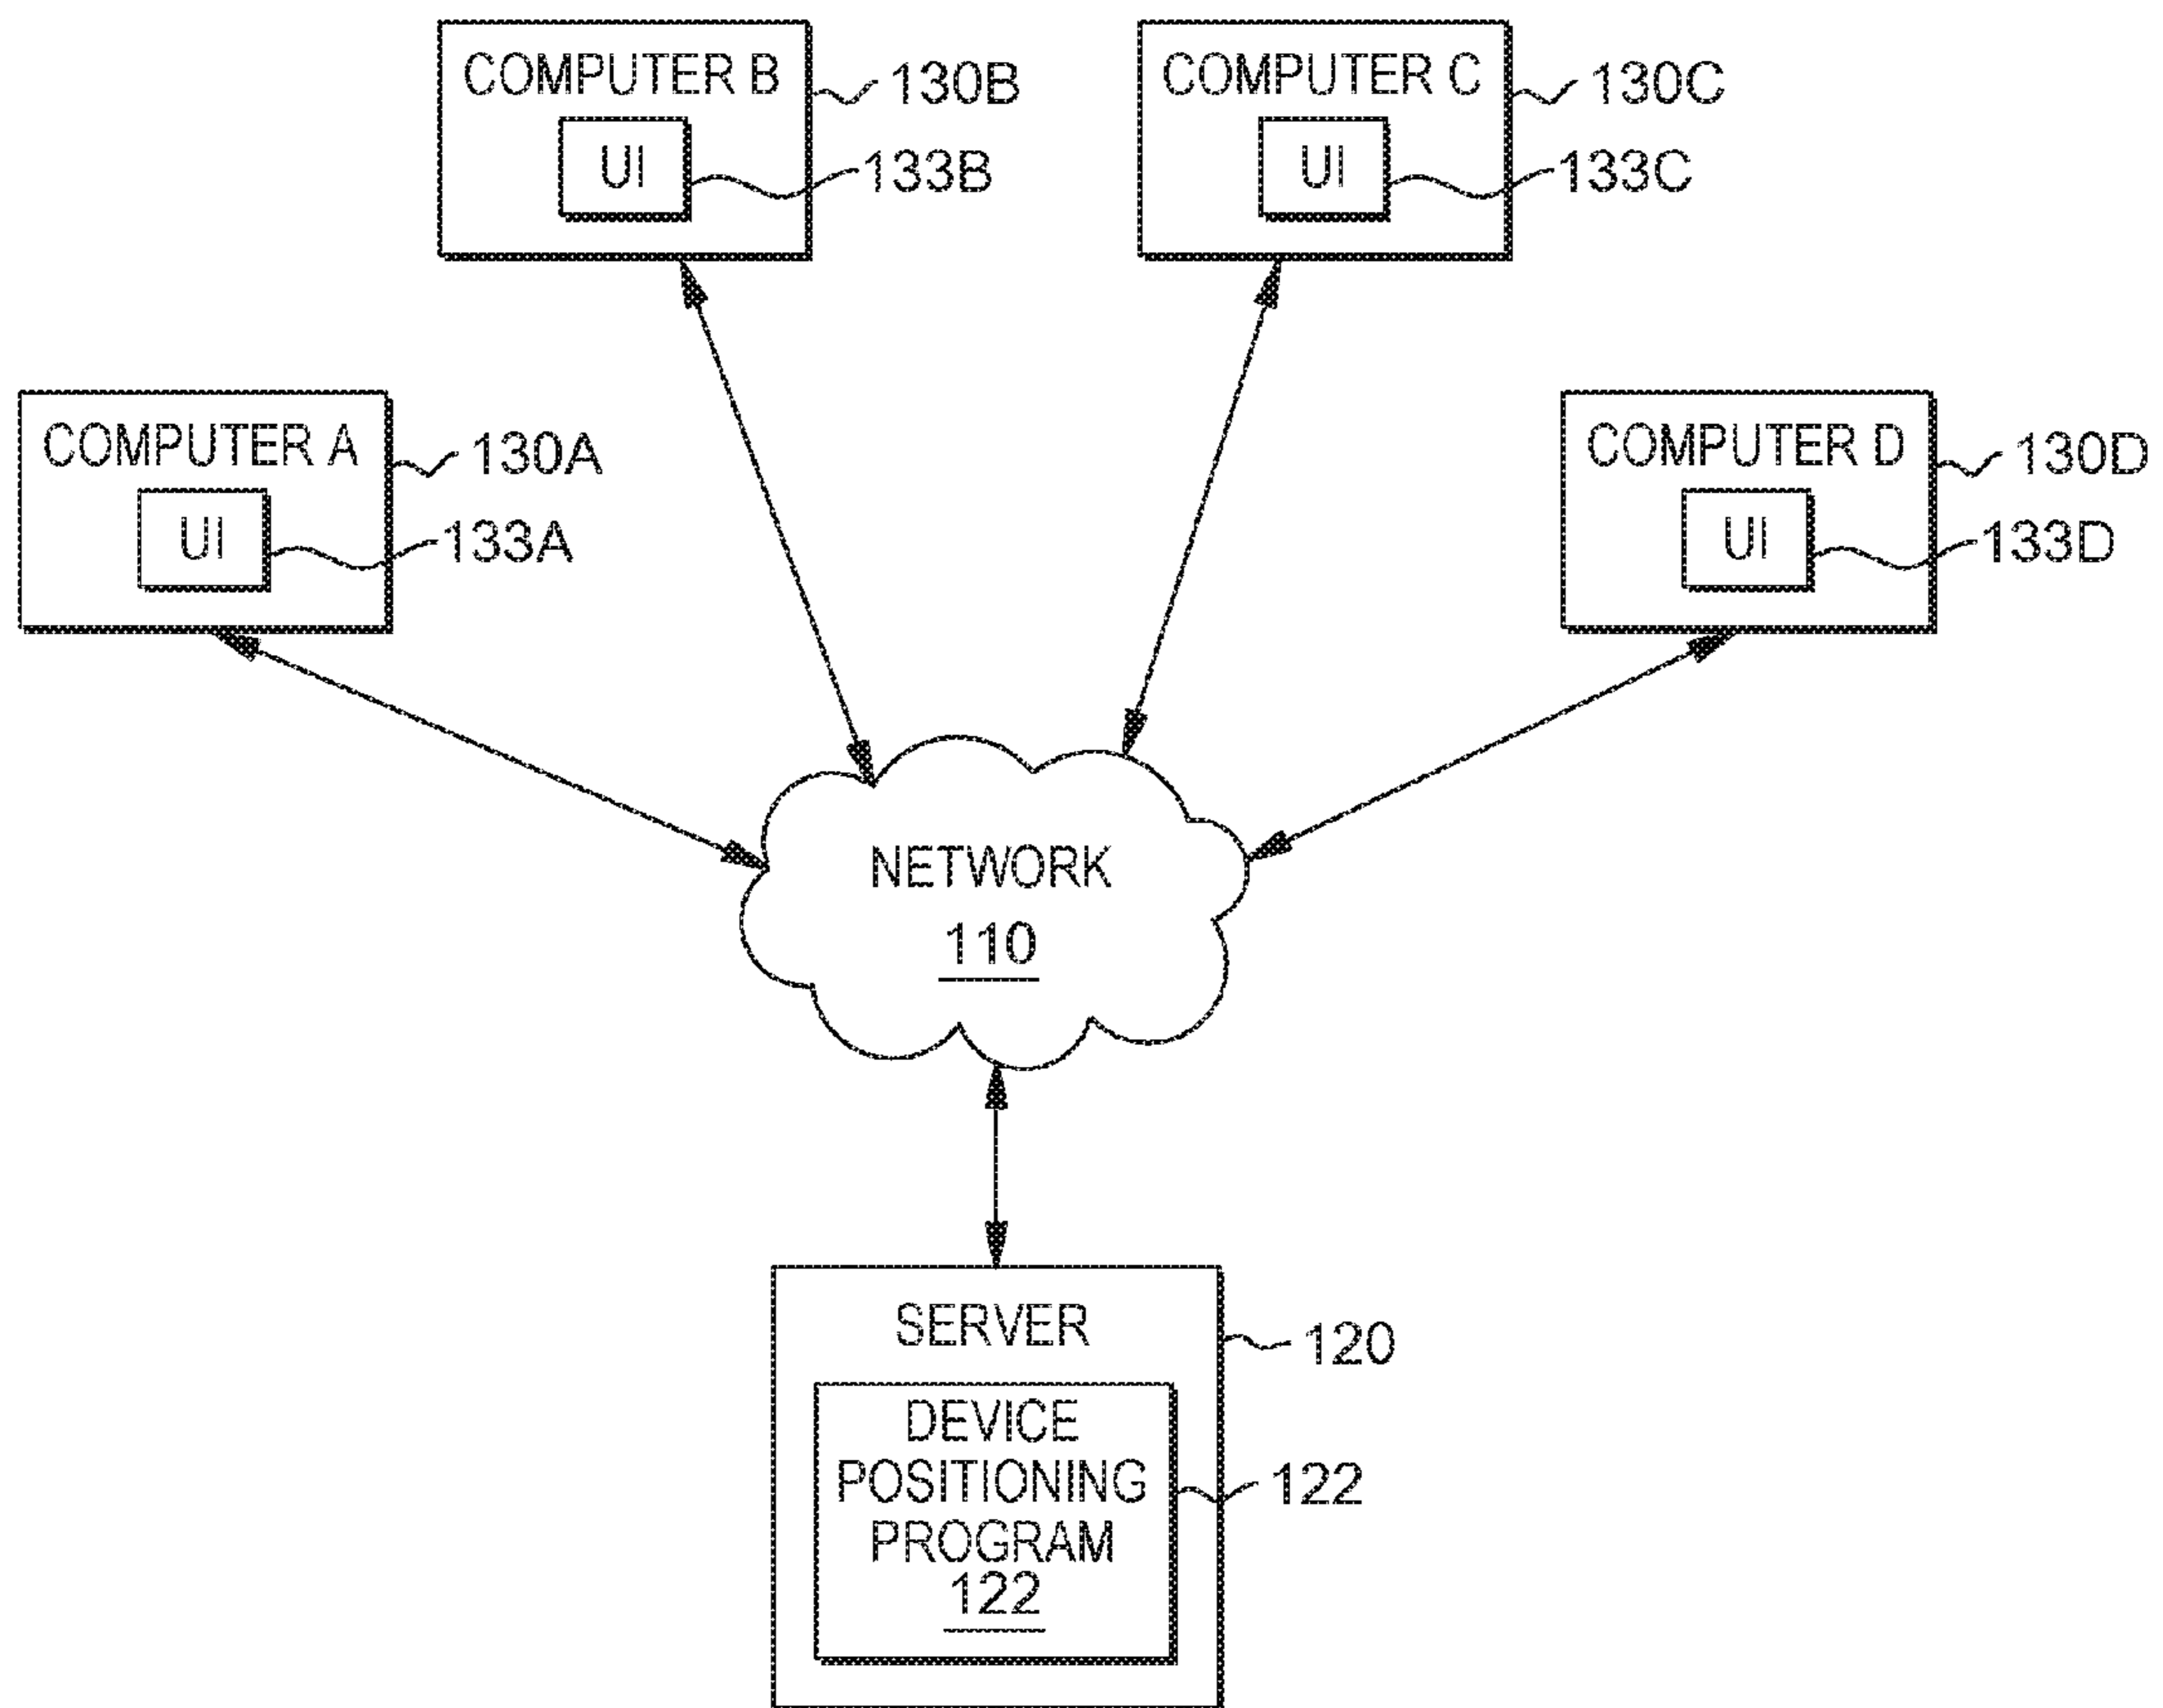 COMPUTER B
130B
UI
133B
COMPUTER C
130C
UI
133C
COMPUTER A
130A
UI
133A
COMPUTER D
130D
UI
133D
NETWORK
110
SERVER
120
DEVICE
POSITIONING
PROGRAM
122
122